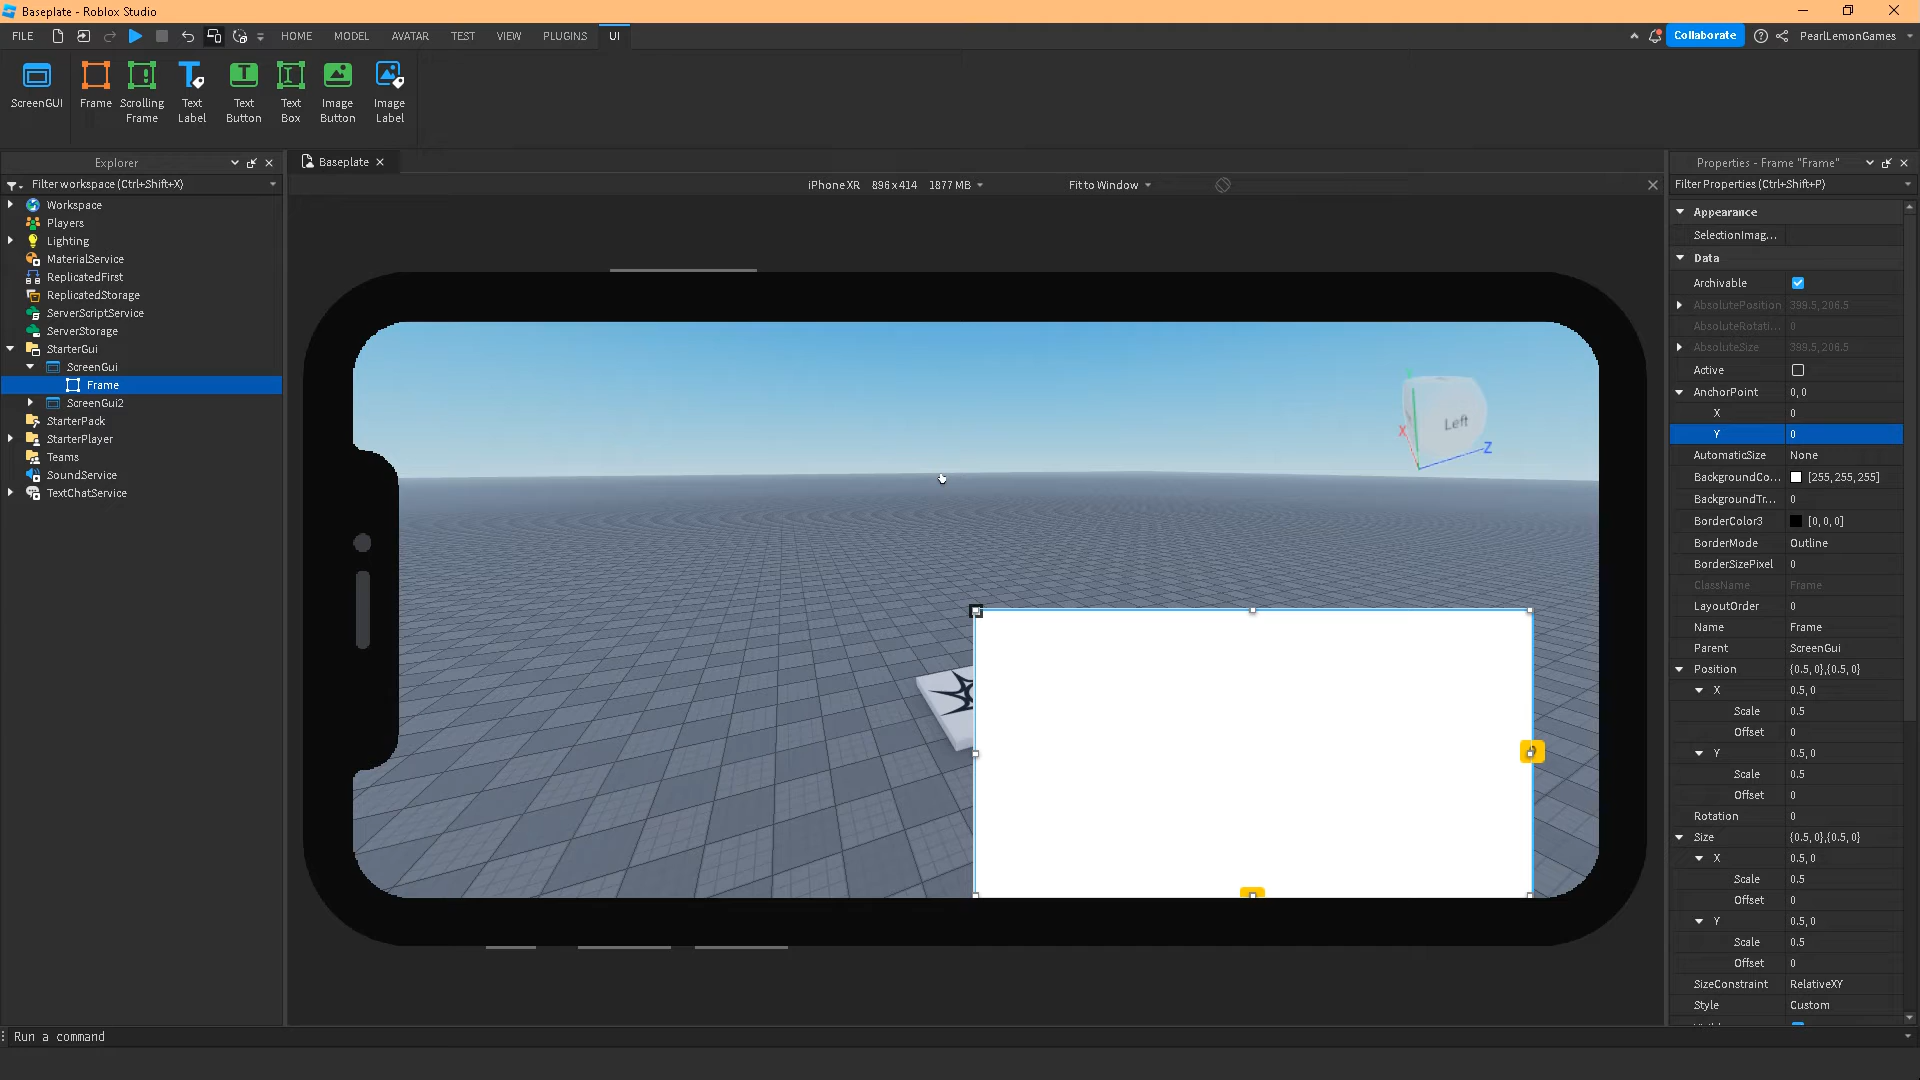 Baseplate - Roblox Studio
FILE HOME MODEL AVATAR TEST VIEW PLUGINS UI Collaborate PearlLemonGames
ScreenGUI
Frame
Scrolling
Frame
Text
Label
Text
Button
Text
Box
Image
Button
Image
Label
Explorer
Filter workspace (Ctrl+Shift+X)
Workspace
Players
Lighting
MaterialService
ReplicatedFirst
ReplicatedStorage
ServerScriptService
ServerStorage
StarterGui
ScreenGui
Frame
ScreenGui2
StarterPack
StarterPlayer
Teams
SoundService
TextChatService
Baseplate
iPhone XR 896x414 1877 MB
Fit to Window
Left
X
Z
Properties - Frame "Frame"
Filter Properties (Ctrl+Shift+P)
Appearance
SelectionImag...
Data
Archivable
AbsolutePosition 399.5, 206.5
AbsoluteRotati... 0
AbsoluteSize 399.5, 206.5
Active
AnchorPoint 0, 0
X 0
Y 0
AutomaticSize None
BackgroundCo... [255, 255, 255]
BackgroundTr... 0
BorderColor3 [0, 0, 0]
BorderMode Outline
BorderSizePixel 0
ClassName Frame
LayoutOrder 0
Name Frame
Parent ScreenGui
Position {0.5, 0},{0.5, 0}
X 0.5, 0
Scale 0.5
Offset 0
Y 0.5, 0
Scale 0.5
Offset 0
Rotation 0
Size {0.5, 0},{0.5, 0}
X 0.5, 0
Scale 0.5
Offset 0
Y 0.5, 0
Scale 0.5
Offset 0
SizeConstraint RelativeXY
Style Custom
Run a command